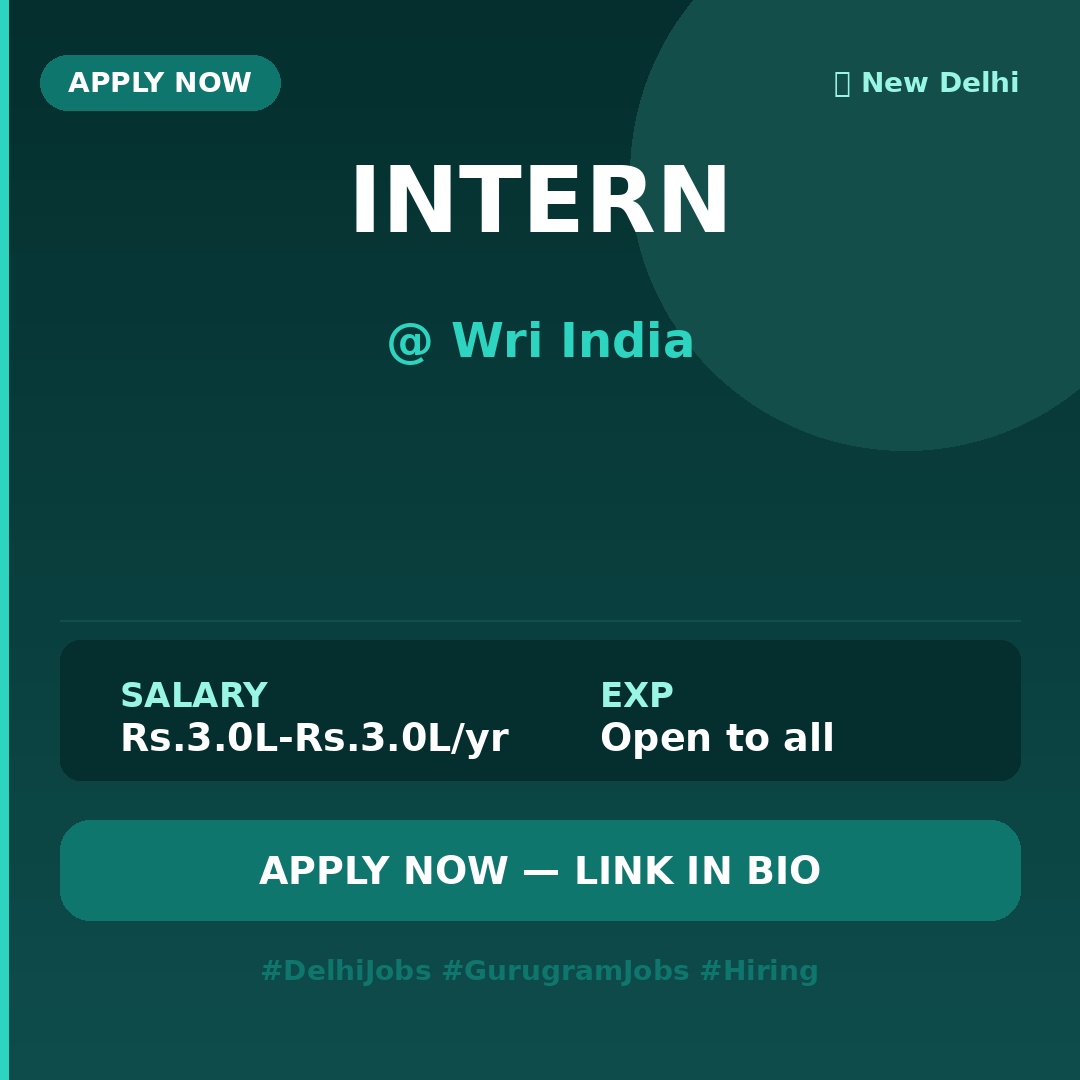 APPLY NOW
New Delhi
INTERN
@ Wri India
SALARY
Rs.3.0L-Rs.3.0L/yr
EXP
Open to all
APPLY NOW — LINK IN BIO
#DelhiJobs #GurugramJobs #Hiring